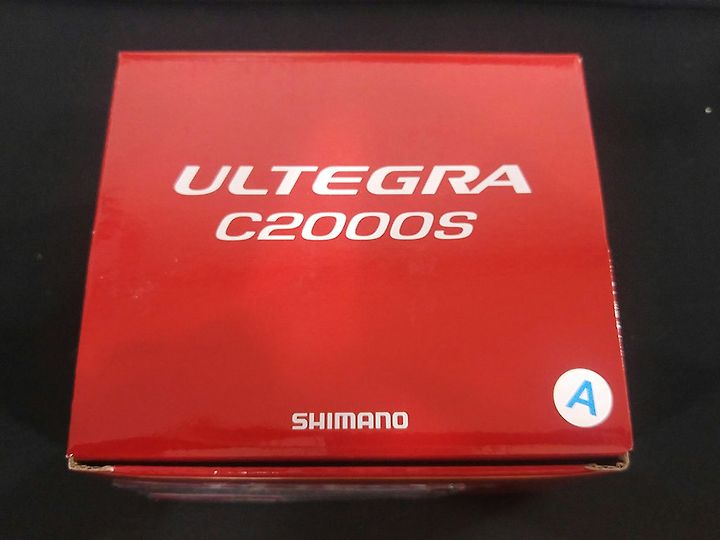 ULTEGRA
C2000S
SHIMANO
A